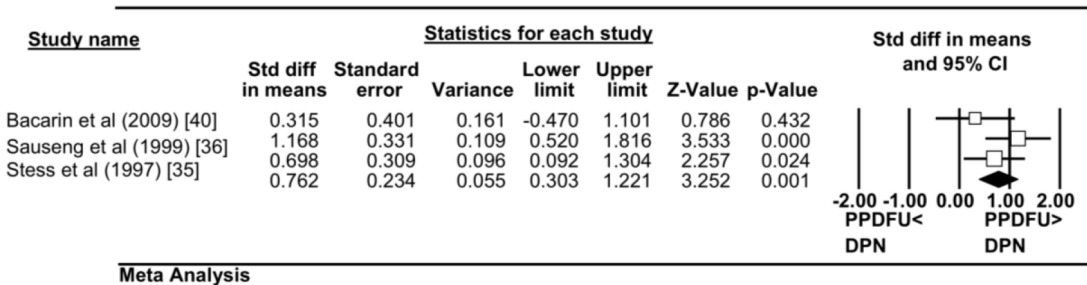 Study name Statistics for each study Std diff in means and 95% CI
Std diff in means Standard error Variance Lower limit Upper limit Z-Value p-Value
Bacarin et al (2009) [40] 0.315 0.401 0.161 -0.470 1.101 0.786 0.432
Sauseng et al (1999) [36] 1.168 0.331 0.109 0.520 1.816 3.533 0.000
Stess et al (1997) [35] 0.698 0.309 0.096 0.092 1.304 2.257 0.024
0.762 0.234 0.055 0.303 1.221 3.252 0.001
-2.00 -1.00 0.00 1.00 2.00
PPDFU< PPDFU>
DPN DPN
Meta Analysis